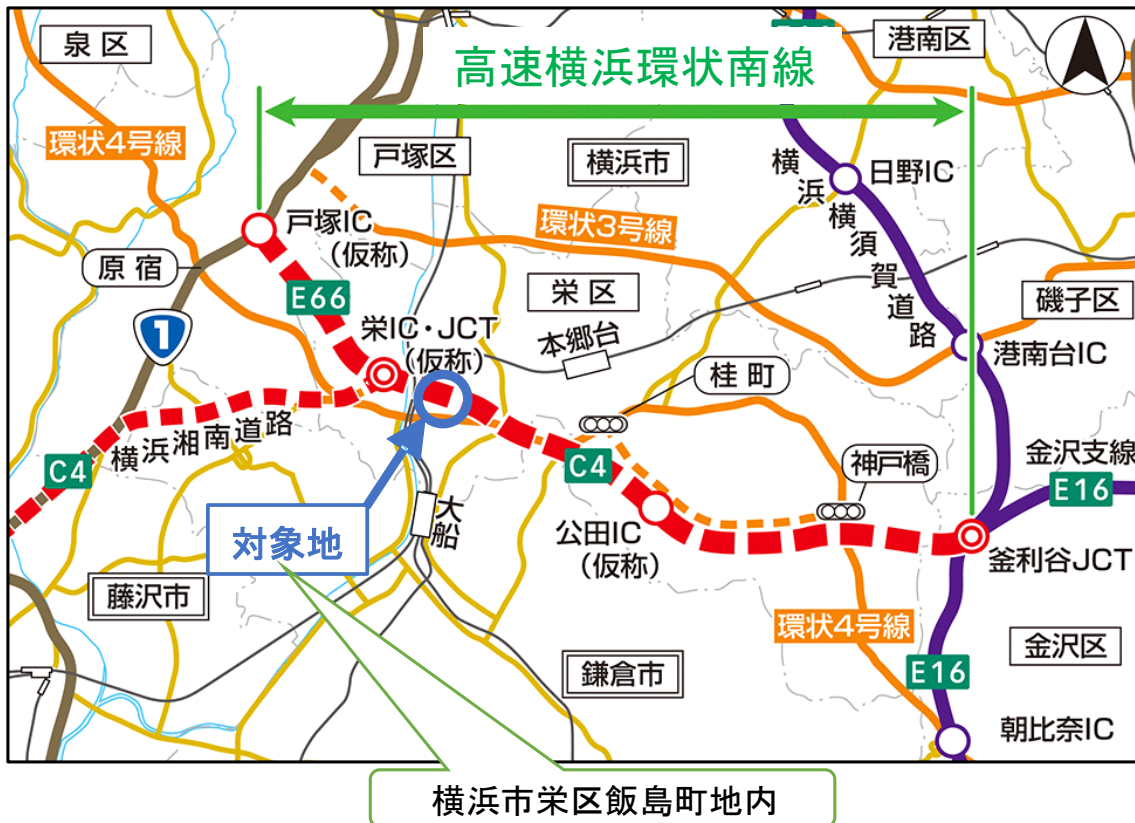 泉区
高速横浜環状南線
港南区
環状4号線
戸塚区
横浜市
日野IC
横浜横須賀道路
戸塚IC
(仮称)
環状3号線
原宿
E66
栄区
磯子区
1
栄IC・JCT
(仮称)
本郷台
港南台IC
桂町
横浜湘南道路
C4
C4
神戸橋
金沢支線
E16
対象地
大船
公田IC
(仮称)
釜利谷JCT
藤沢市
環状4号線
金沢区
鎌倉市
E16
朝比奈IC
横浜市栄区飯島町地内